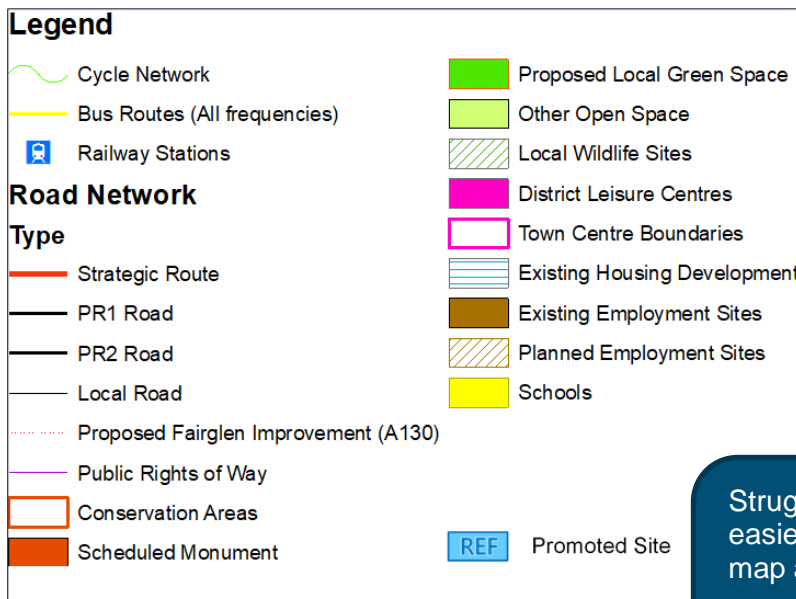 Legend
Cycle Network
Bus Routes (All frequencies)
Railway Stations
Road Network
Type
Strategic Route
PR1 Road
PR2 Road
Local Road
Proposed Fairglen Improvement (A130)
Public Rights of Way
Conservation Areas
Scheduled Monument
Proposed Local Green Space
Other Open Space
Local Wildlife Sites
District Leisure Centres
Town Centre Boundaries
Existing Housing Development
Existing Employment Sites
Planned Employment Sites
Schools
REF Promoted Site
map